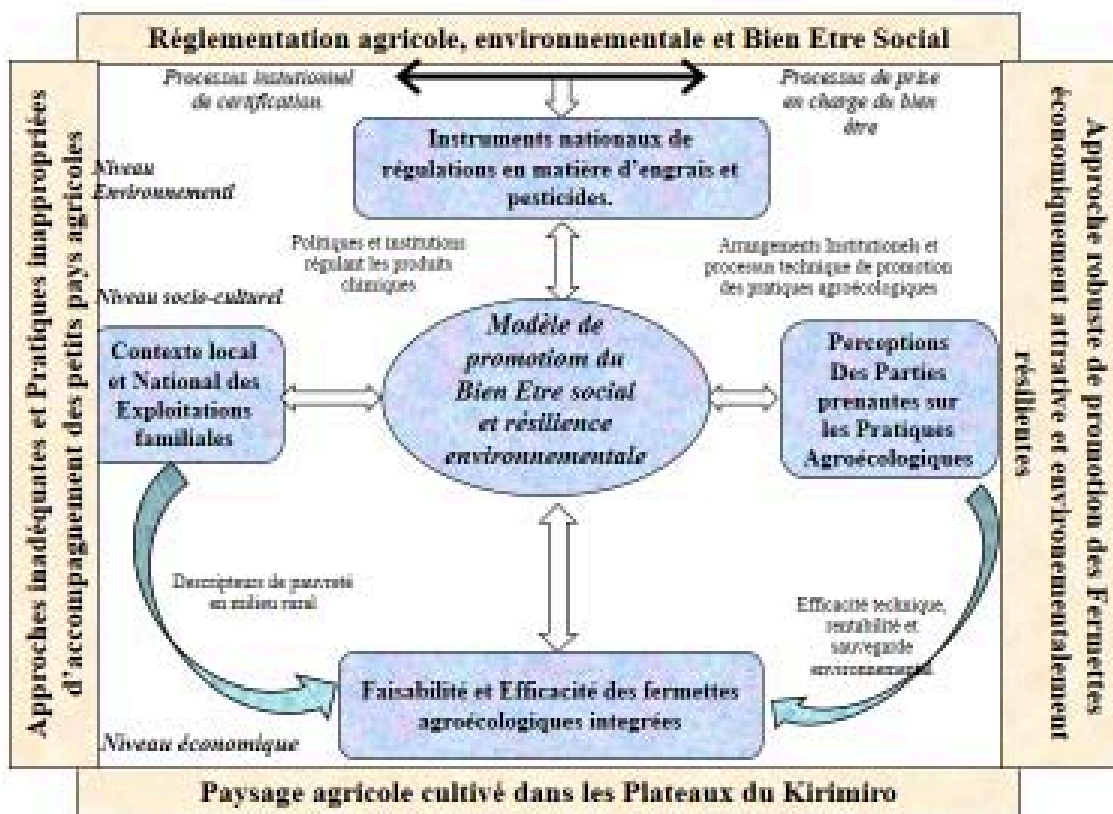 Réglementation agricole, environnementale et Bien Etre Social
Processus instutionnel
de certification.
Processus de prise
en charge du bien
être
Instruments nationaux de
régulations en matière d'engrais et
pesticides.
Niveau
Environnementl
Politiques et institutions
régulant les produits
chimiques
Arrangements Institutionels et
processus technique de promotion
des pratiques agroécologiques
Niveau socio-culturel
Contexte local
et National des
Exploitations
familiales
Modèle de
promotiom du
Bien Etre social
et résilience
environnementale
Perceptions
Des Parties
prenantes sur
les Pratiques
Agroécologiques
Descripteurs de pauvreté
en milieu rural
Efficacité technique,
rentabilité et
sauvegarde
environnementale
Faisabilité et Efficacité des fermettes
agroécologiques integrées
Niveau économique
Paysage agricole cultivé dans les Plateaux du Kirimiro
Approches inadéquates et Pratiques inappropriées
d'accompagnement des petits pays agricoles
Approche robuste de promotion des Fermettes
économiquement attrative et environementalement
résilientes